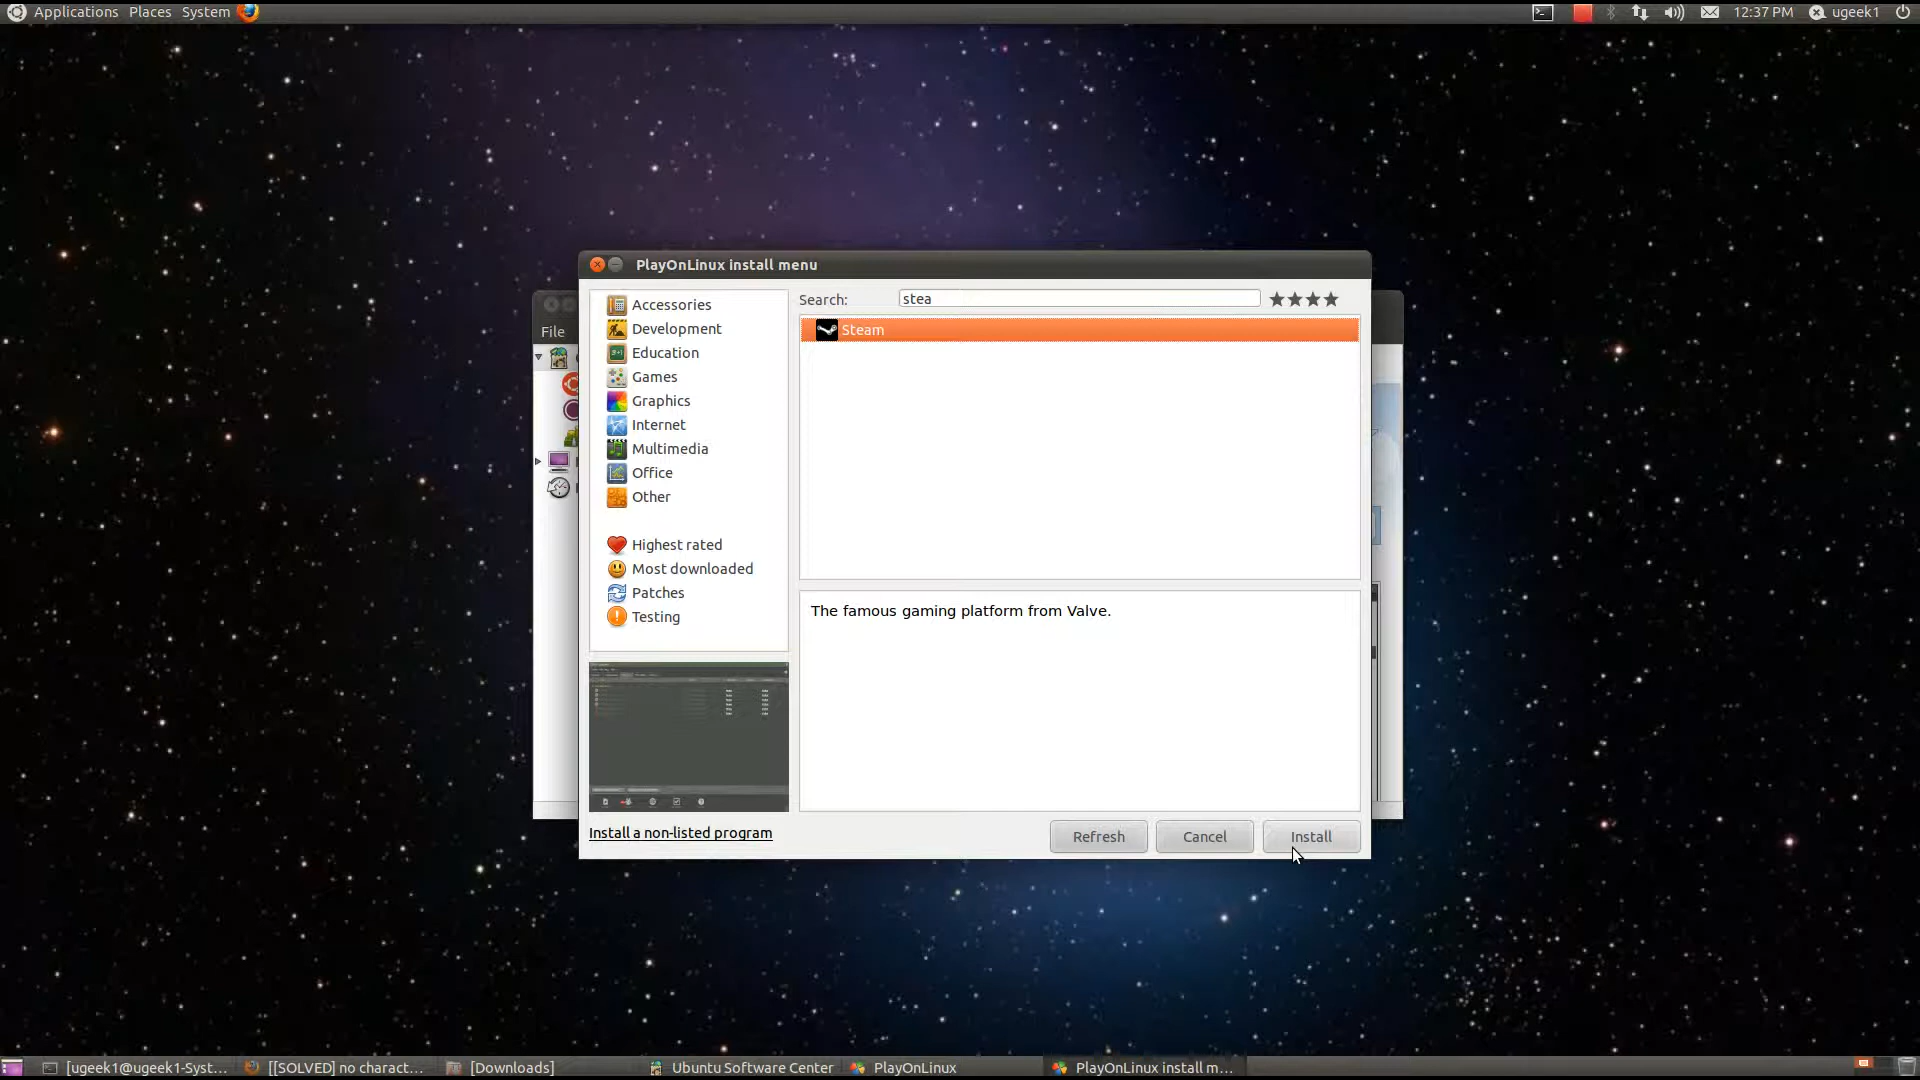 Applications Places System
12:37 PM ugeek1
PlayOnLinux install menu
File
Accessories
Development
Education
Games
Graphics
Internet
Multimedia
Office
Other
Highest rated
Most downloaded
Patches
Testing
Search: stea
Steam
The famous gaming platform from Valve.
Install a non-listed program
Refresh Cancel Install
[ugeek1@ugeek1-Syst... [[SOLVED] no charact... [Downloads] Ubuntu Software Center PlayOnLinux PlayOnLinux install m...